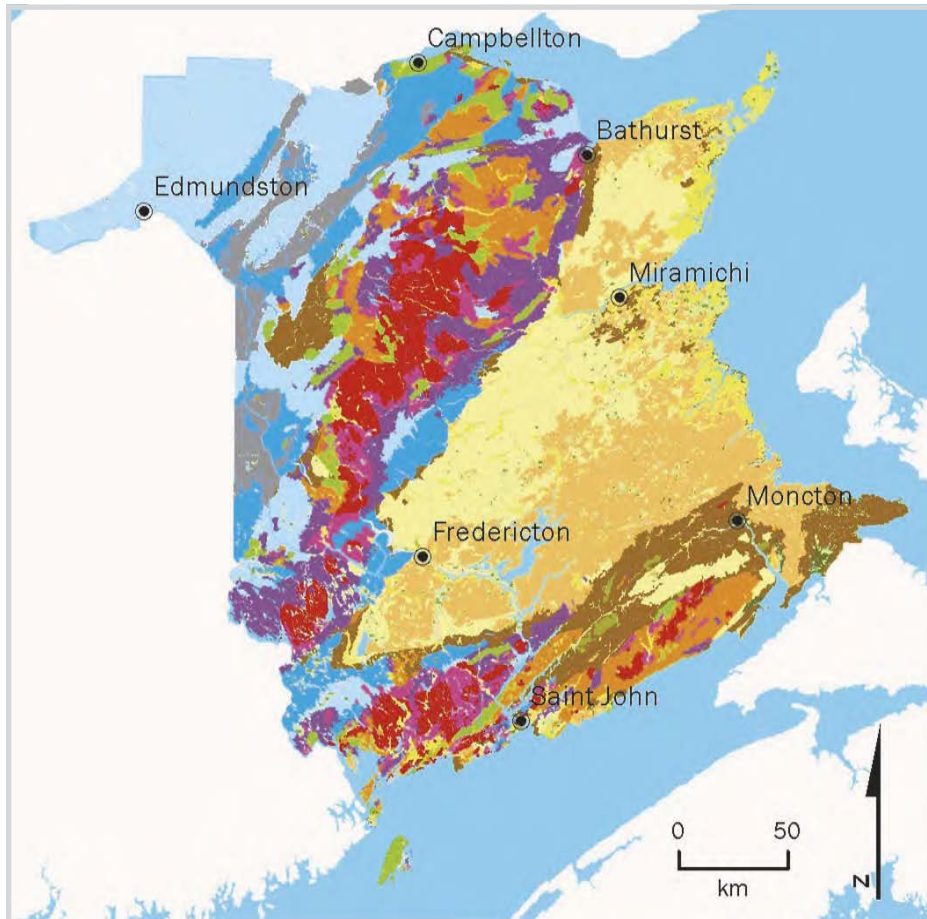 Campbellton
Bathurst
Edmundston
Miramichi
Moncton
Fredericton
Saint John
0 50
km
N